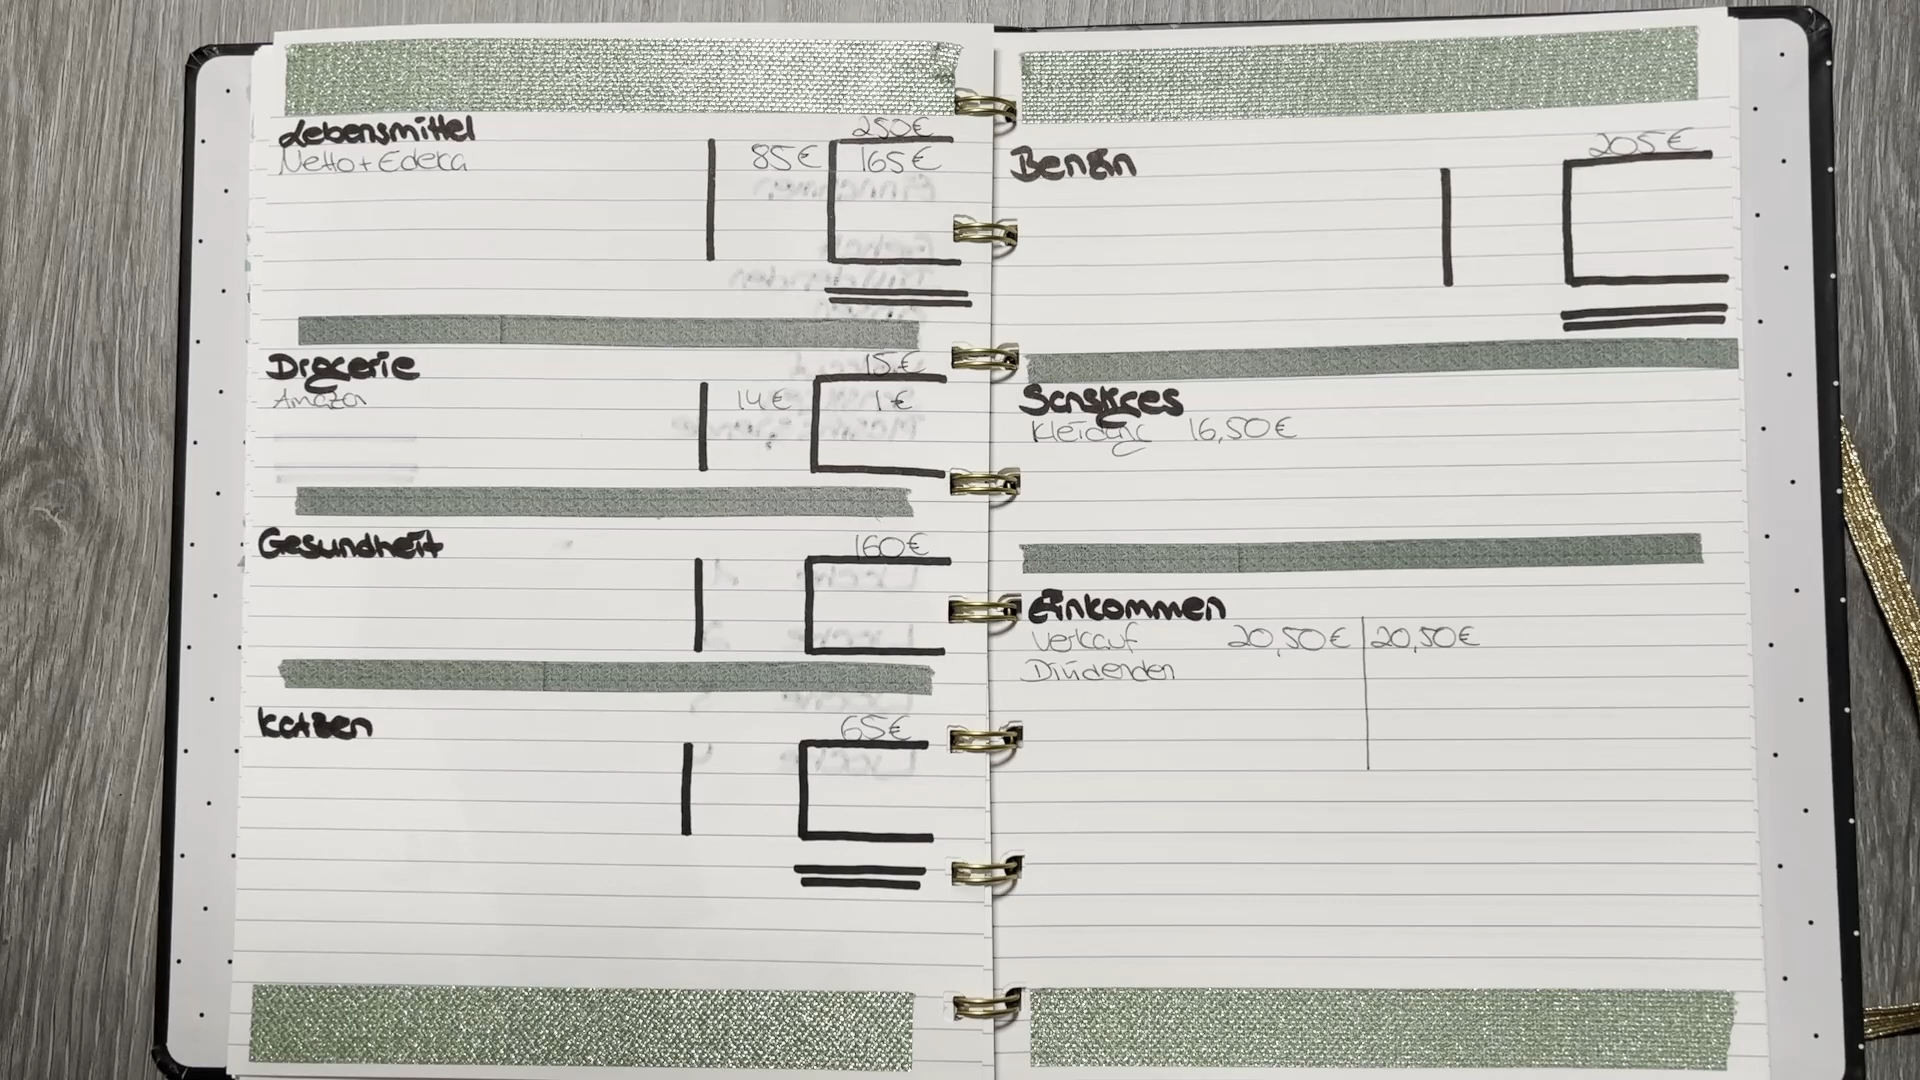 Lebensmittel 250€
Netto+Edeka 85€ 165€
Drogerie 15€
Amazon 14€ 1€
Gesundheit 160€
Katzen 65€
Benzin 205€
Sonstiges
Kleidung 16,50€
Einkommen
Verkauf 20,50€ 20,50€
Dividenden